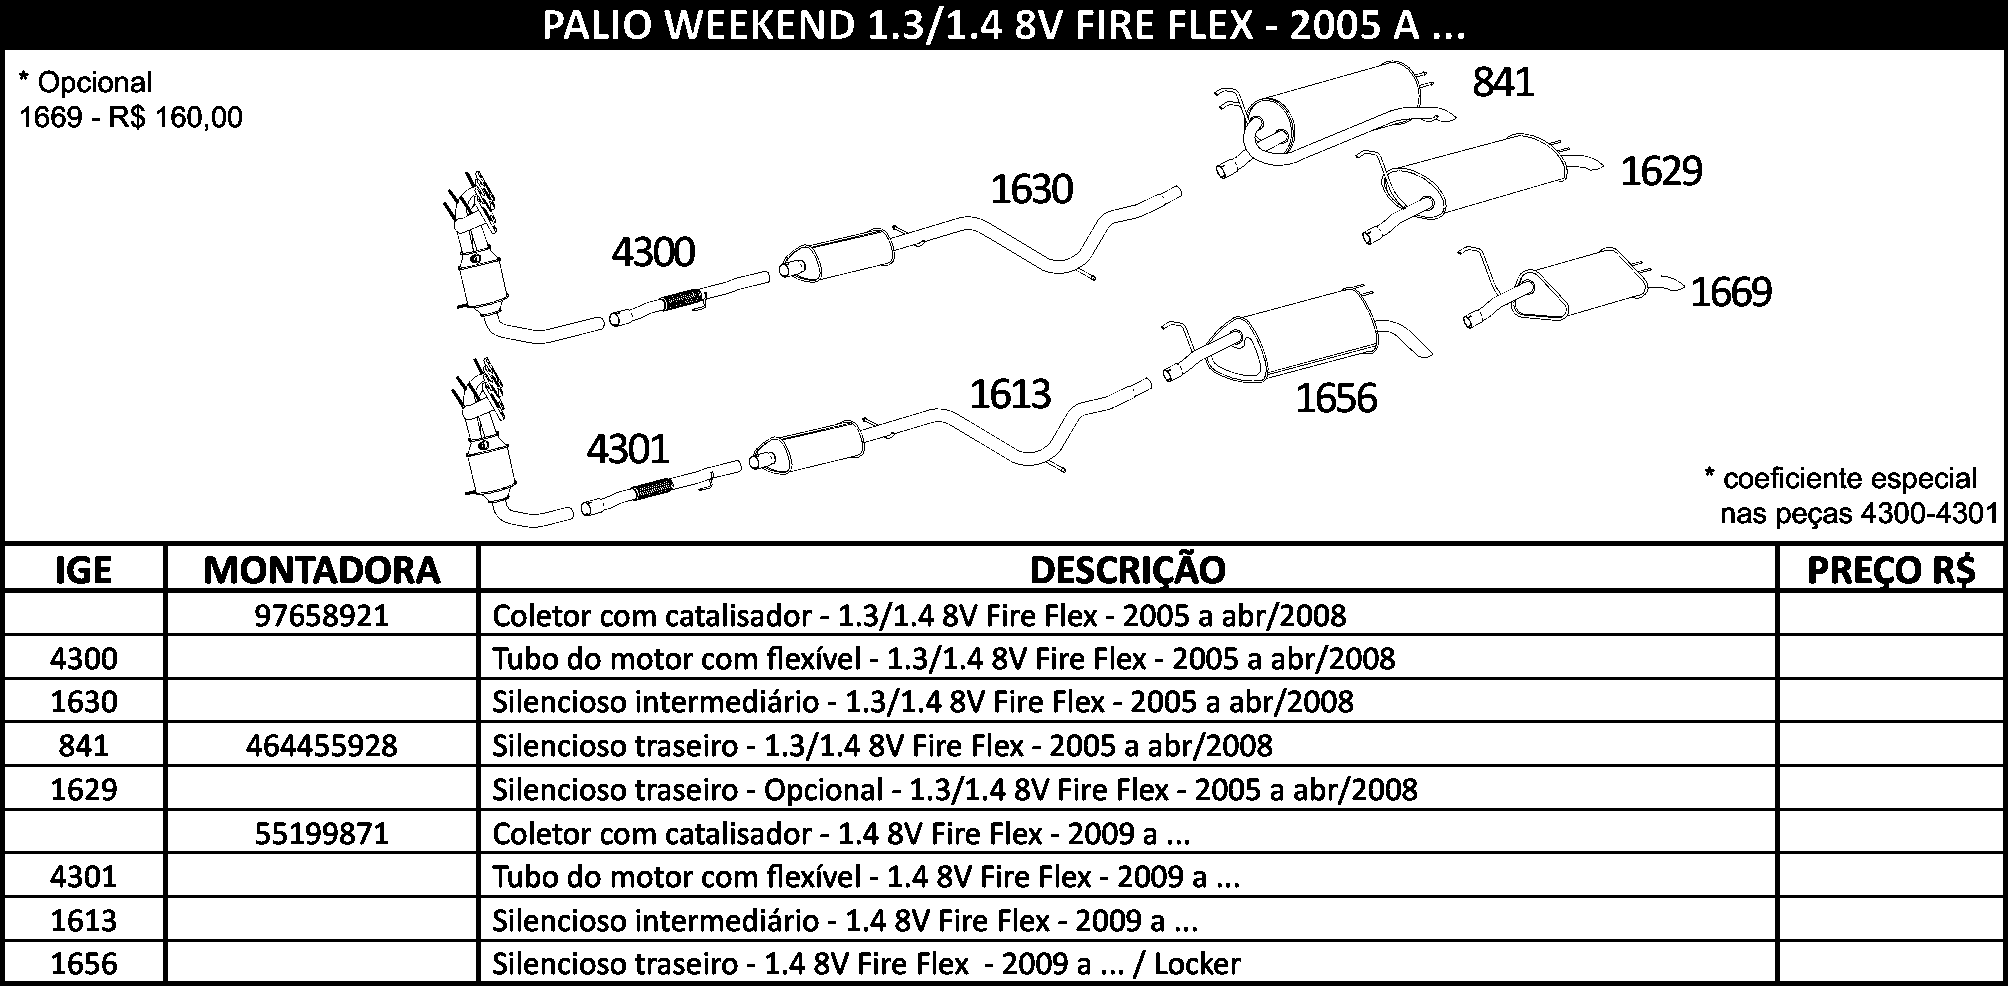 PALIO WEEKEND 1.3/1.4 8V FIRE FLEX - 2005 A ...
* Opcional
1669 - R$ 160,00
841
1629
1630
4300
1669
1656
1613
4301
* coeficiente especial
nas peças 4300-4301
IGE MONTADORA DESCRIÇÃO PREÇO R$
97658921 Coletor com catalisador - 1.3/1.4 8V Fire Flex - 2005 a abr/2008
4300 Tubo do motor com flexível - 1.3/1.4 8V Fire Flex - 2005 a abr/2008
1630 Silencioso intermediário - 1.3/1.4 8V Fire Flex - 2005 a abr/2008
841 464455928 Silencioso traseiro - 1.3/1.4 8V Fire Flex - 2005 a abr/2008
1629 Silencioso traseiro - Opcional - 1.3/1.4 8V Fire Flex - 2005 a abr/2008
55199871 Coletor com catalisador - 1.4 8V Fire Flex - 2009 a ...
4301 Tubo do motor com flexível - 1.4 8V Fire Flex - 2009 a ...
1613 Silencioso intermediário - 1.4 8V Fire Flex - 2009 a ...
1656 Silencioso traseiro - 1.4 8V Fire Flex - 2009 a ... / Locker